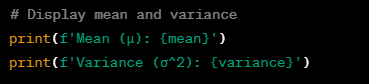 # Display mean and variance
print(f'Mean (μ): {mean}')
print(f'Variance (σ^2): {variance}')